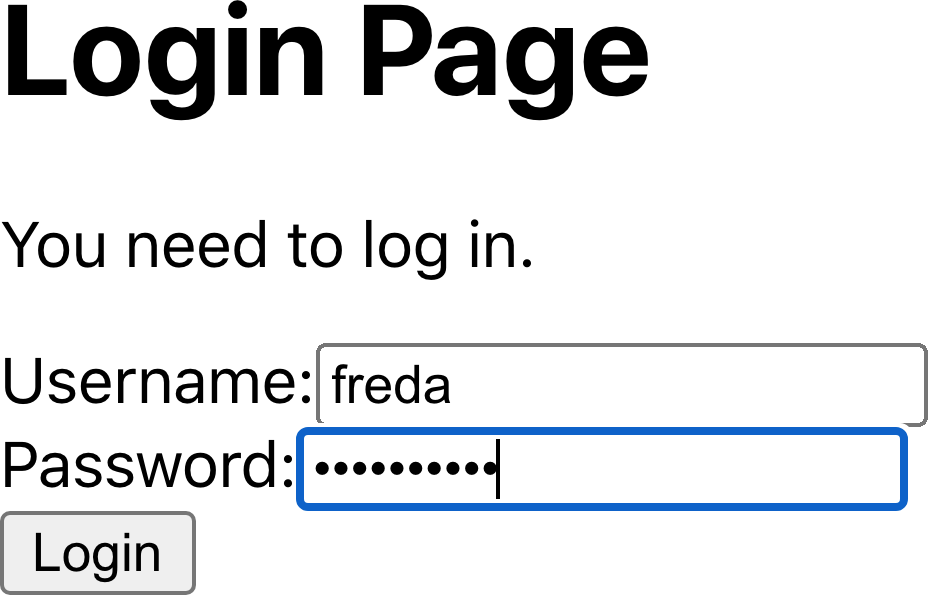 Login Page
You need to log in.
Username: freda
Password: ••••••••••
Login